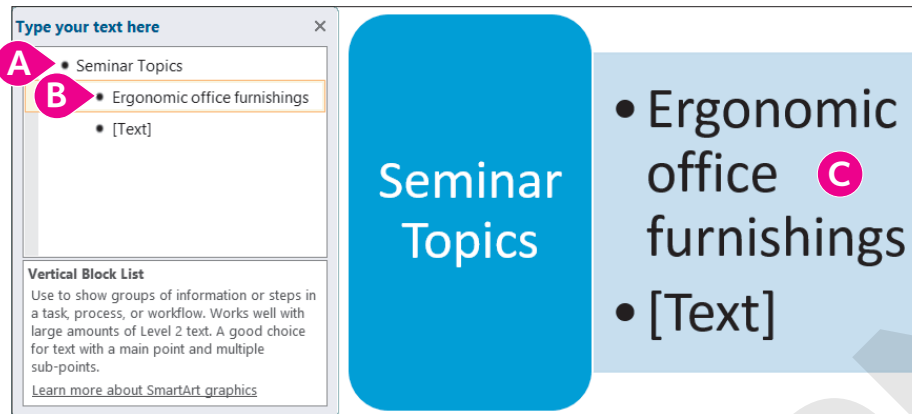 Type your text here
A
• Seminar Topics
B
• Ergonomic office furnishings
• [Text]
Vertical Block List
Use to show groups of information or steps in
a task, process, or workflow. Works well with
large amounts of Level 2 text. A good choice
for text with a main point and multiple
sub-points.
Learn more about SmartArt graphics
Seminar
Topics
• Ergonomic
office
C
furnishings
• [Text]